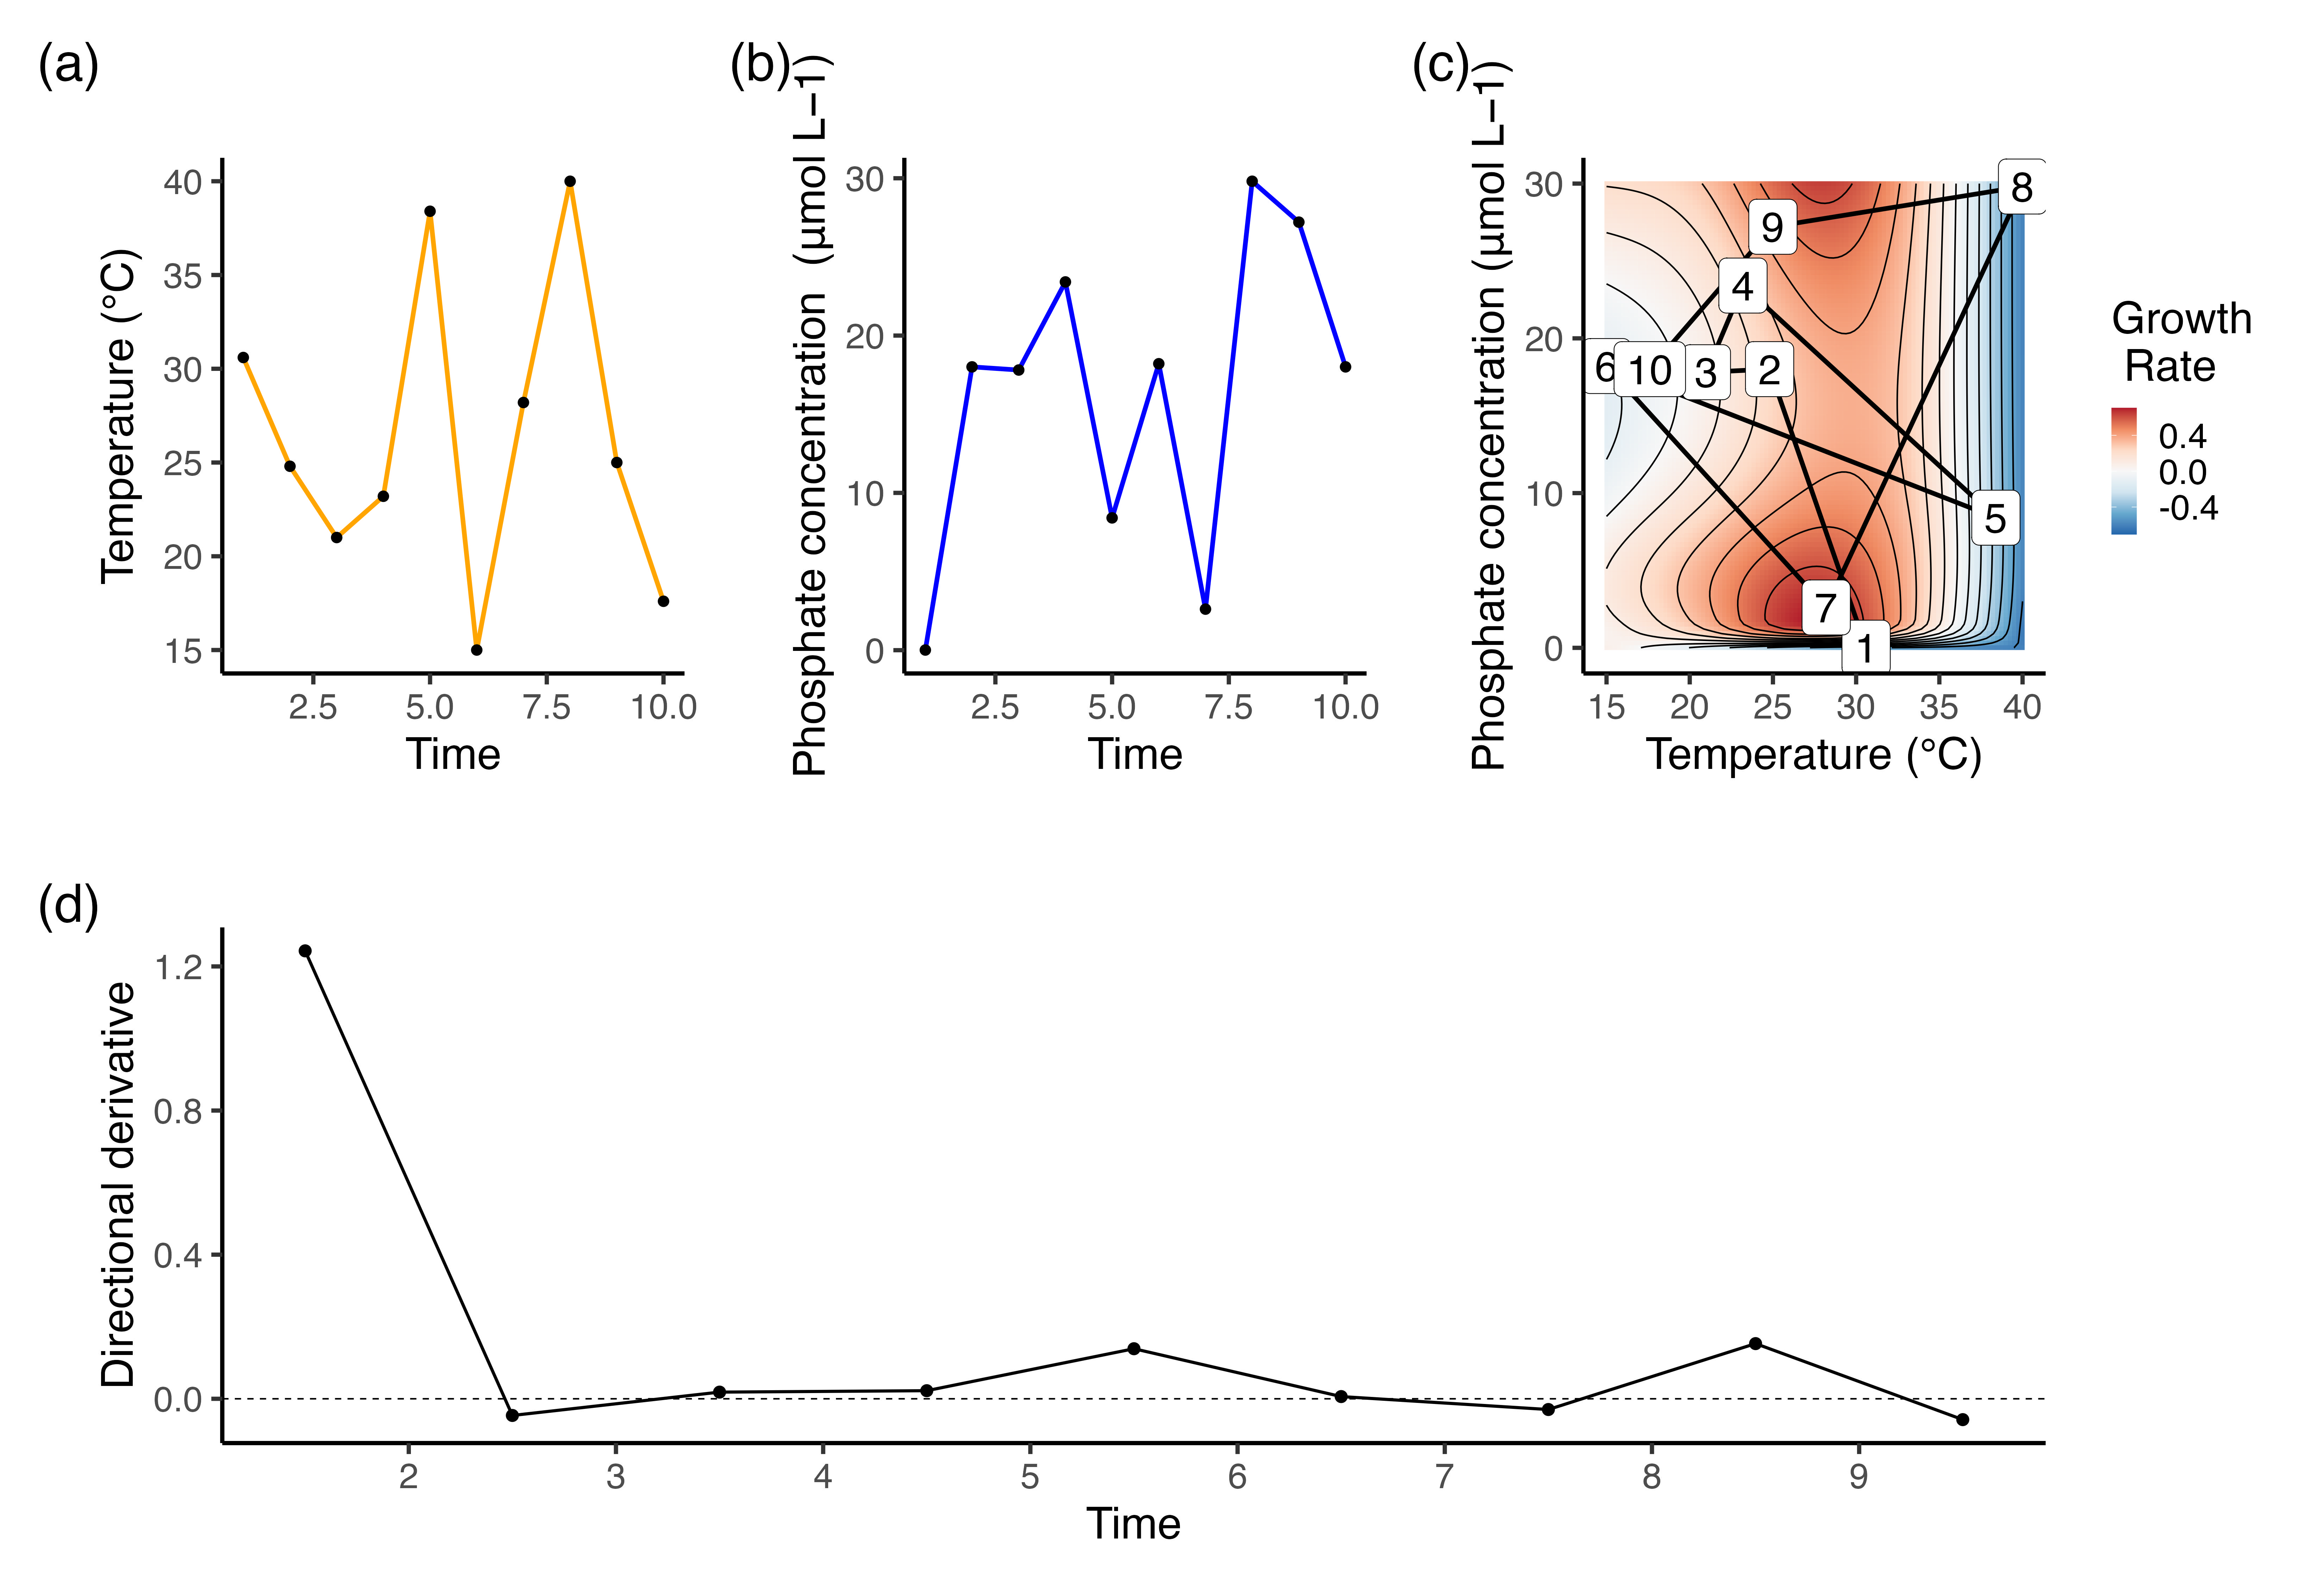 (a)
Temperature (°C)
40
35
30
25
20
15
2.5 5.0 7.5 10.0
Time
(b)
Phosphate concentration (µmol L−1)
30
20
10
0
2.5 5.0 7.5 10.0
Time
(c)
Phosphate concentration (µmol L−1)
30
20
10
0
8
9
4
6 10 3 2
5
7
1
15 20 25 30 35 40
Temperature (°C)
Growth
Rate
0.4
0.0
-0.4
(d)
Directional derivative
1.2
0.8
0.4
0.0
2 3 4 5 6 7 8 9
Time